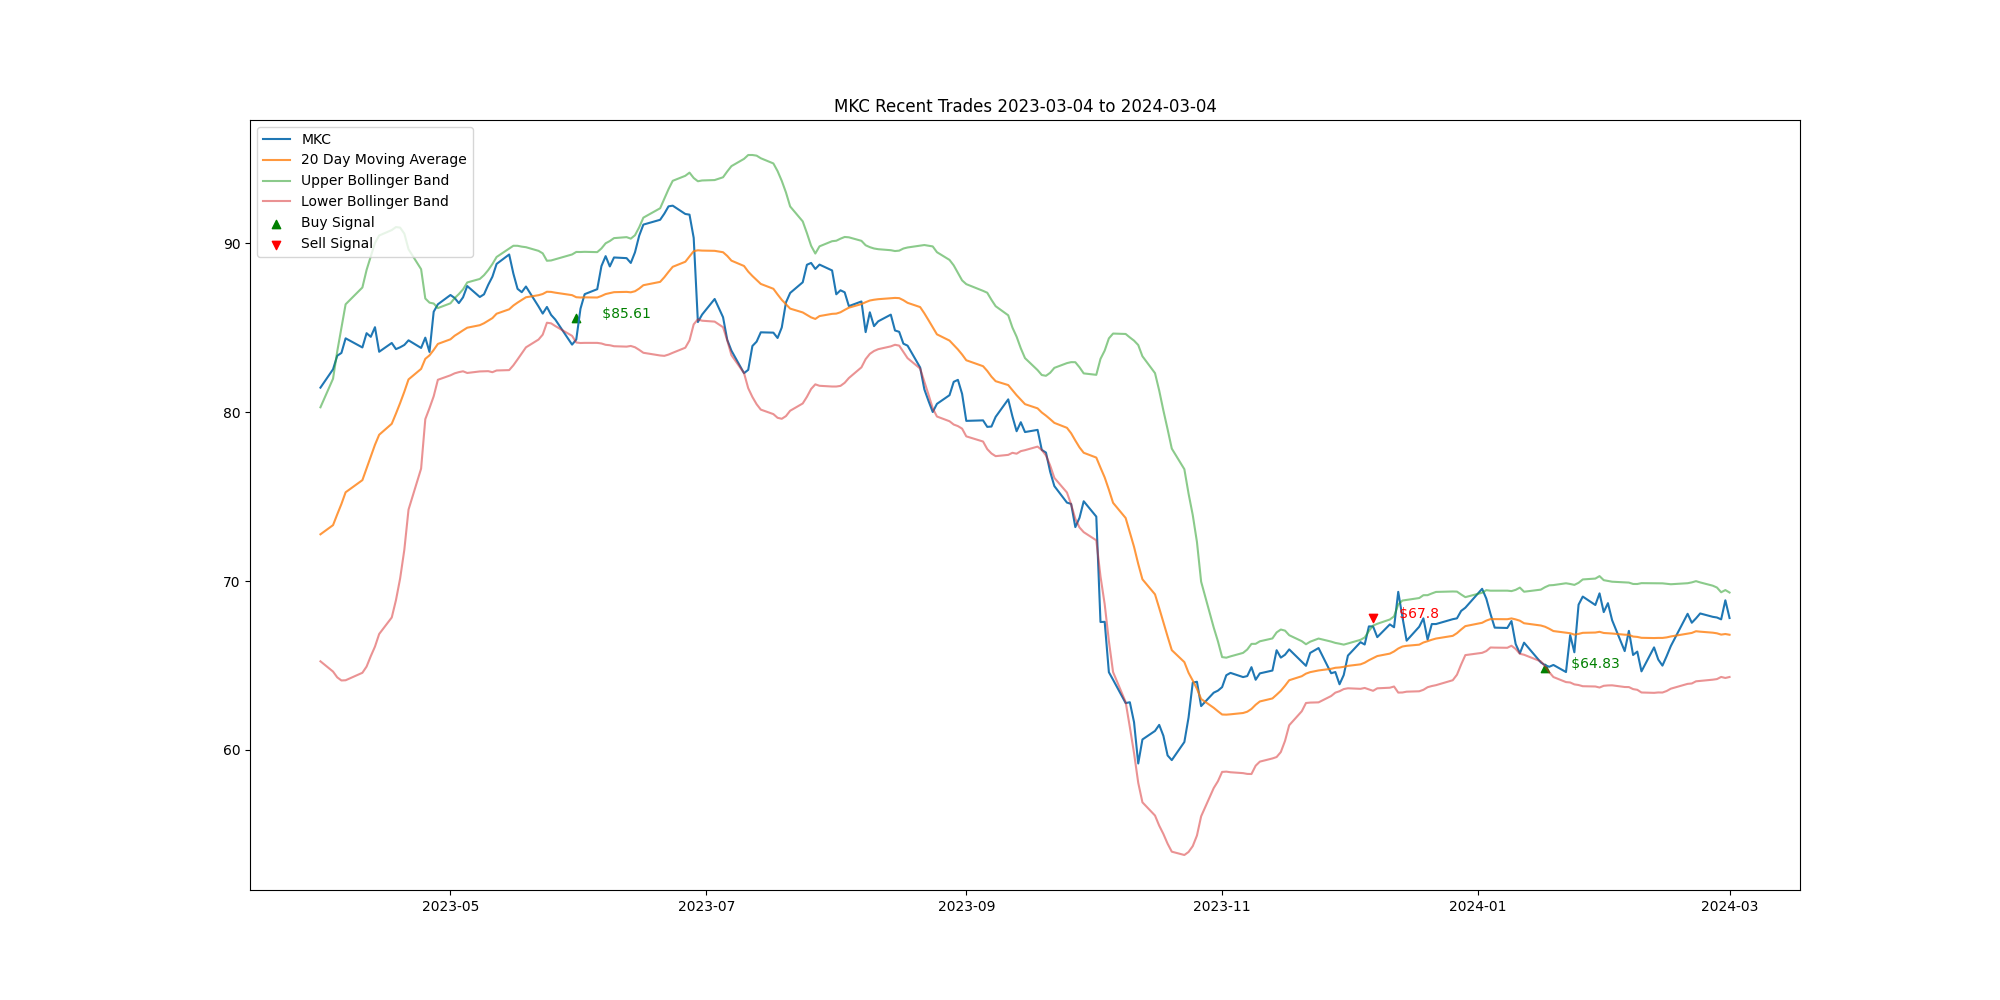 MKC Recent Trades 2023-03-04 to 2024-03-04
MKC
20 Day Moving Average
Upper Bollinger Band
Lower Bollinger Band
Buy Signal
Sell Signal
90
80
70
60
$85.61
$67.8
$64.83
2023-05
2023-07
2023-09
2023-11
2024-01
2024-03